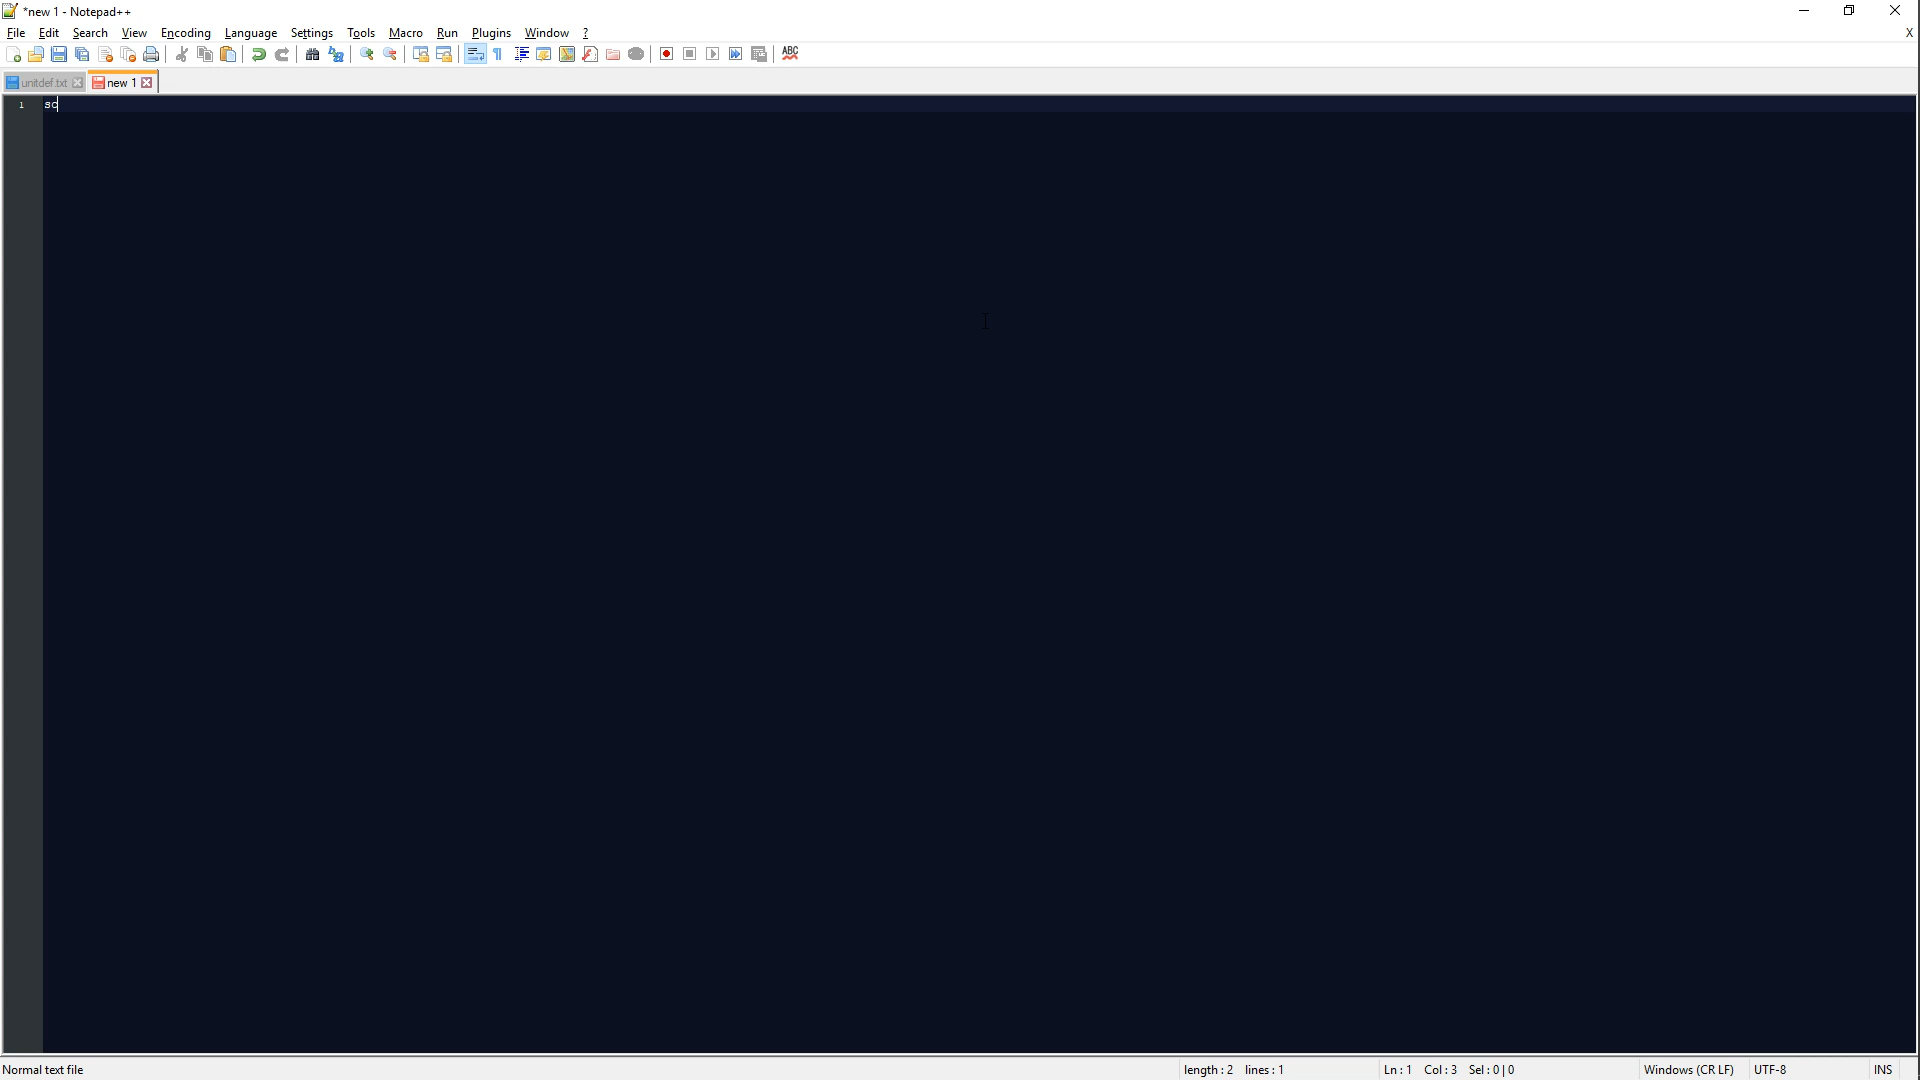 *new 1 - Notepad++
File Edit Search View Encoding Language Settings Tools Macro Run Plugins Window ? X
ABC
unitdef.txt new 1
1 sc
Normal text file length : 2 lines : 1 Ln : 1 Col : 3 Sel : 0 | 0 Windows (CR LF) UTF-8 INS